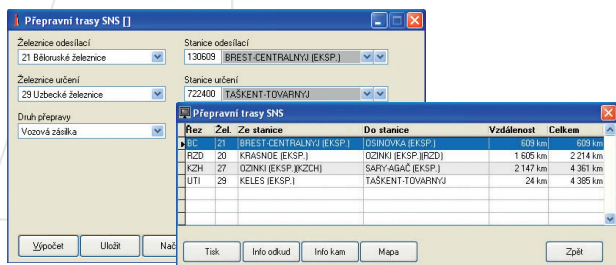 Přepravní trasy SNS []
Železnice odesílací Stanice odesílací
21 Běloruské železnice 130609 BREST-CENTRALNYJ (EKSP.)
Železnice určení Stanice určení
29 Uzbecké železnice 722400 TAŠKENT-TOVARNYJ
Druh přepravy
Vozová zásilka
Výpočet Uložit Nač
Přepravní trasy SNS
Řez Žel. Ze stanice Do stanice Vzdálenost Celkem
BC 21 BREST-CENTRALNYJ (EKSP.) OSINOVKA (EKSP.) 609 km 609 km
RZD 20 KRASNOE (EKSP.) OZINKI (EKSP.)(RZD) 1 605 km 2 214 km
KZH 27 OZINKI (EKSP.)(KZCH) SARY-AGAČ (EKSP.) 2 147 km 4 361 km
UTI 29 KELES (EKSP.) TAŠKENT-TOVARNYJ 24 km 4 385 km
Tisk Info odkud Info kam Mapa Zpět